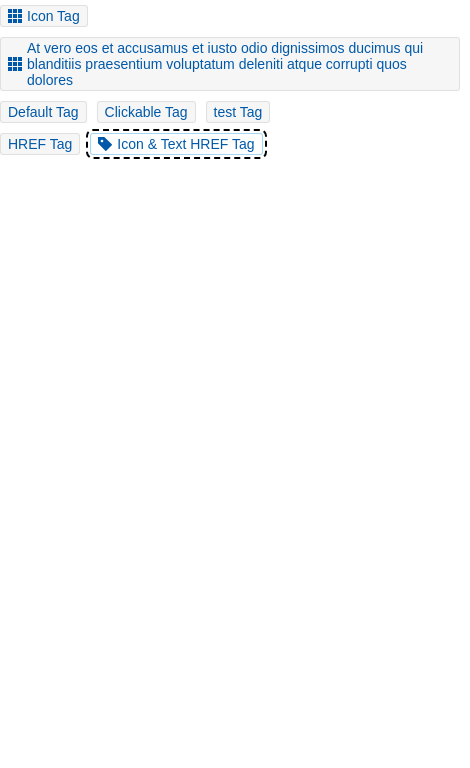 Icon Tag
At vero eos et accusamus et iusto odio dignissimos ducimus qui
blanditiis praesentium voluptatum deleniti atque corrupti quos
dolores
Default Tag Clickable Tag test Tag
HREF Tag Icon & Text HREF Tag